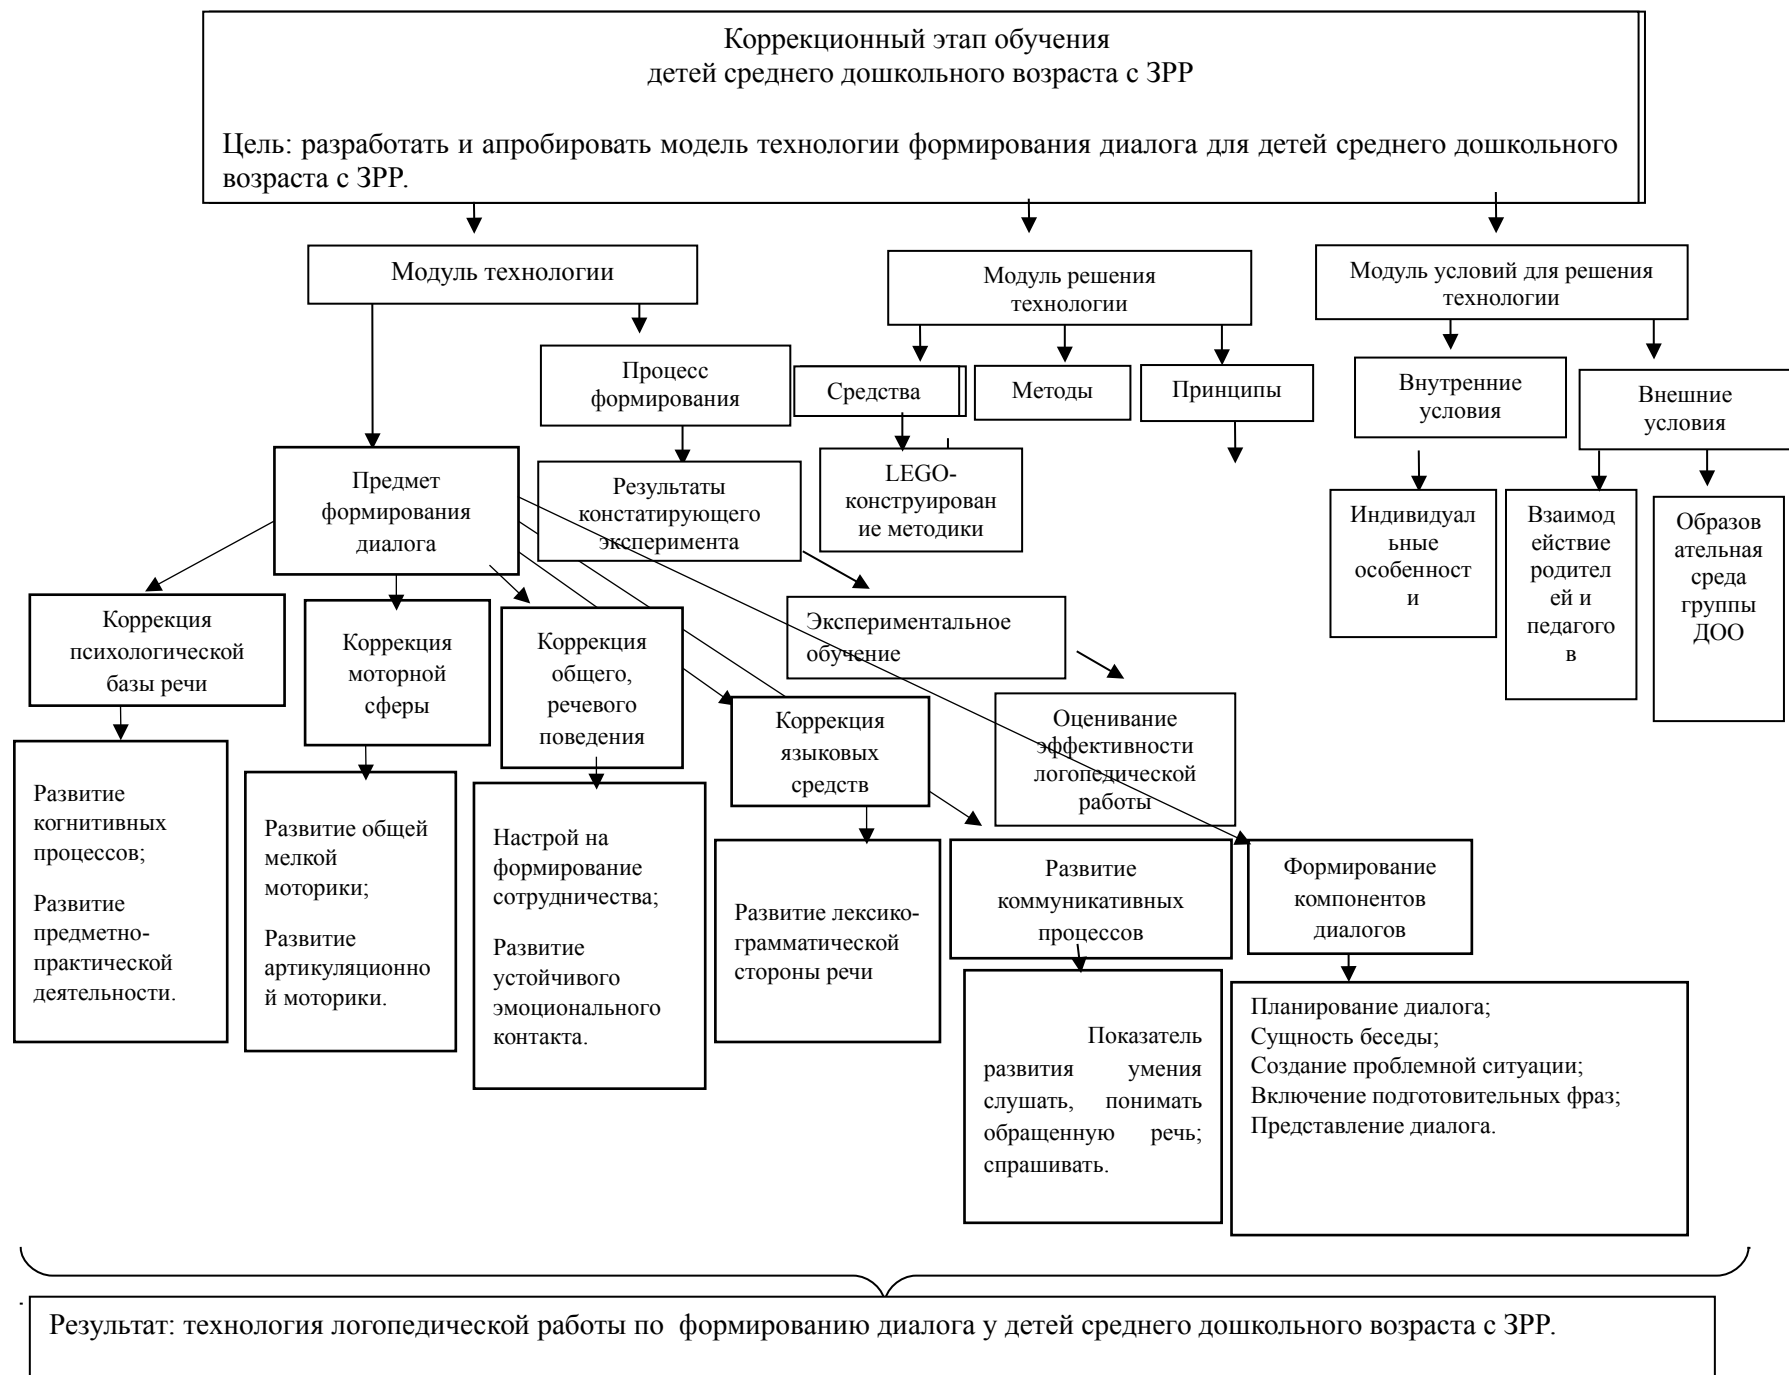 Коррекционный этап обучения
детей среднего дошкольного возраста с ЗРР
Цель: разработать и апробировать модель технологии формирования диалога для детей среднего дошкольного
возраста с ЗРР.
Модуль технологии
Модуль решения
технологии
Модуль условий для решения
технологии
Процесс
формирования
Средства
Методы
Принципы
Внутренние
условия
Внешние
условия
Предмет
формирования
диалога
Результаты
констатирующего
эксперимента
LEGO-
конструирован
ие методики
Индивидуал
ьные
особенност
и
Взаимод
ействие
родител
ей и
педагого
в
Образов
ательная
среда
группы
ДОО
Коррекция
психологической
базы речи
Коррекция
моторной
сферы
Коррекция
общего,
речевого
поведения
Экспериментальное
обучение
Коррекция
языковых
средств
Оценивание
эффективности
логопедической
работы
Развитие
когнитивных
процессов;
Развитие
предметно-
практической
деятельности.
Развитие общей
мелкой
моторики;
Развитие
артикуляционно
й моторики.
Настрой на
формирование
сотрудничества;
Развитие
устойчивого
эмоционального
контакта.
Развитие лексико-
грамматической
стороны речи
Развитие
коммуникативных
процессов
Формирование
компонентов
диалогов
Показатель
развития умения
слушать, понимать
обращенную речь;
спрашивать.
Планирование диалога;
Сущность беседы;
Создание проблемной ситуации;
Включение подготовительных фраз;
Представление диалога.
Результат: технология логопедической работы по формированию диалога у детей среднего дошкольного возраста с ЗРР.